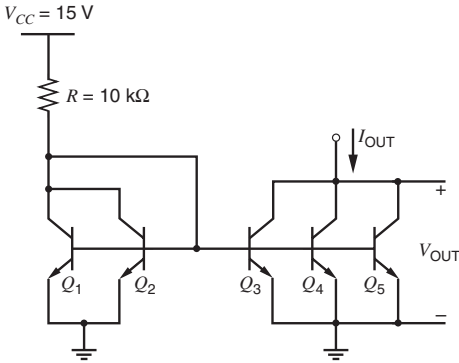 V_CC = 15 V
R = 10 kΩ
I_OUT
+
V_OUT
Q_1 Q_2 Q_3 Q_4 Q_5
–